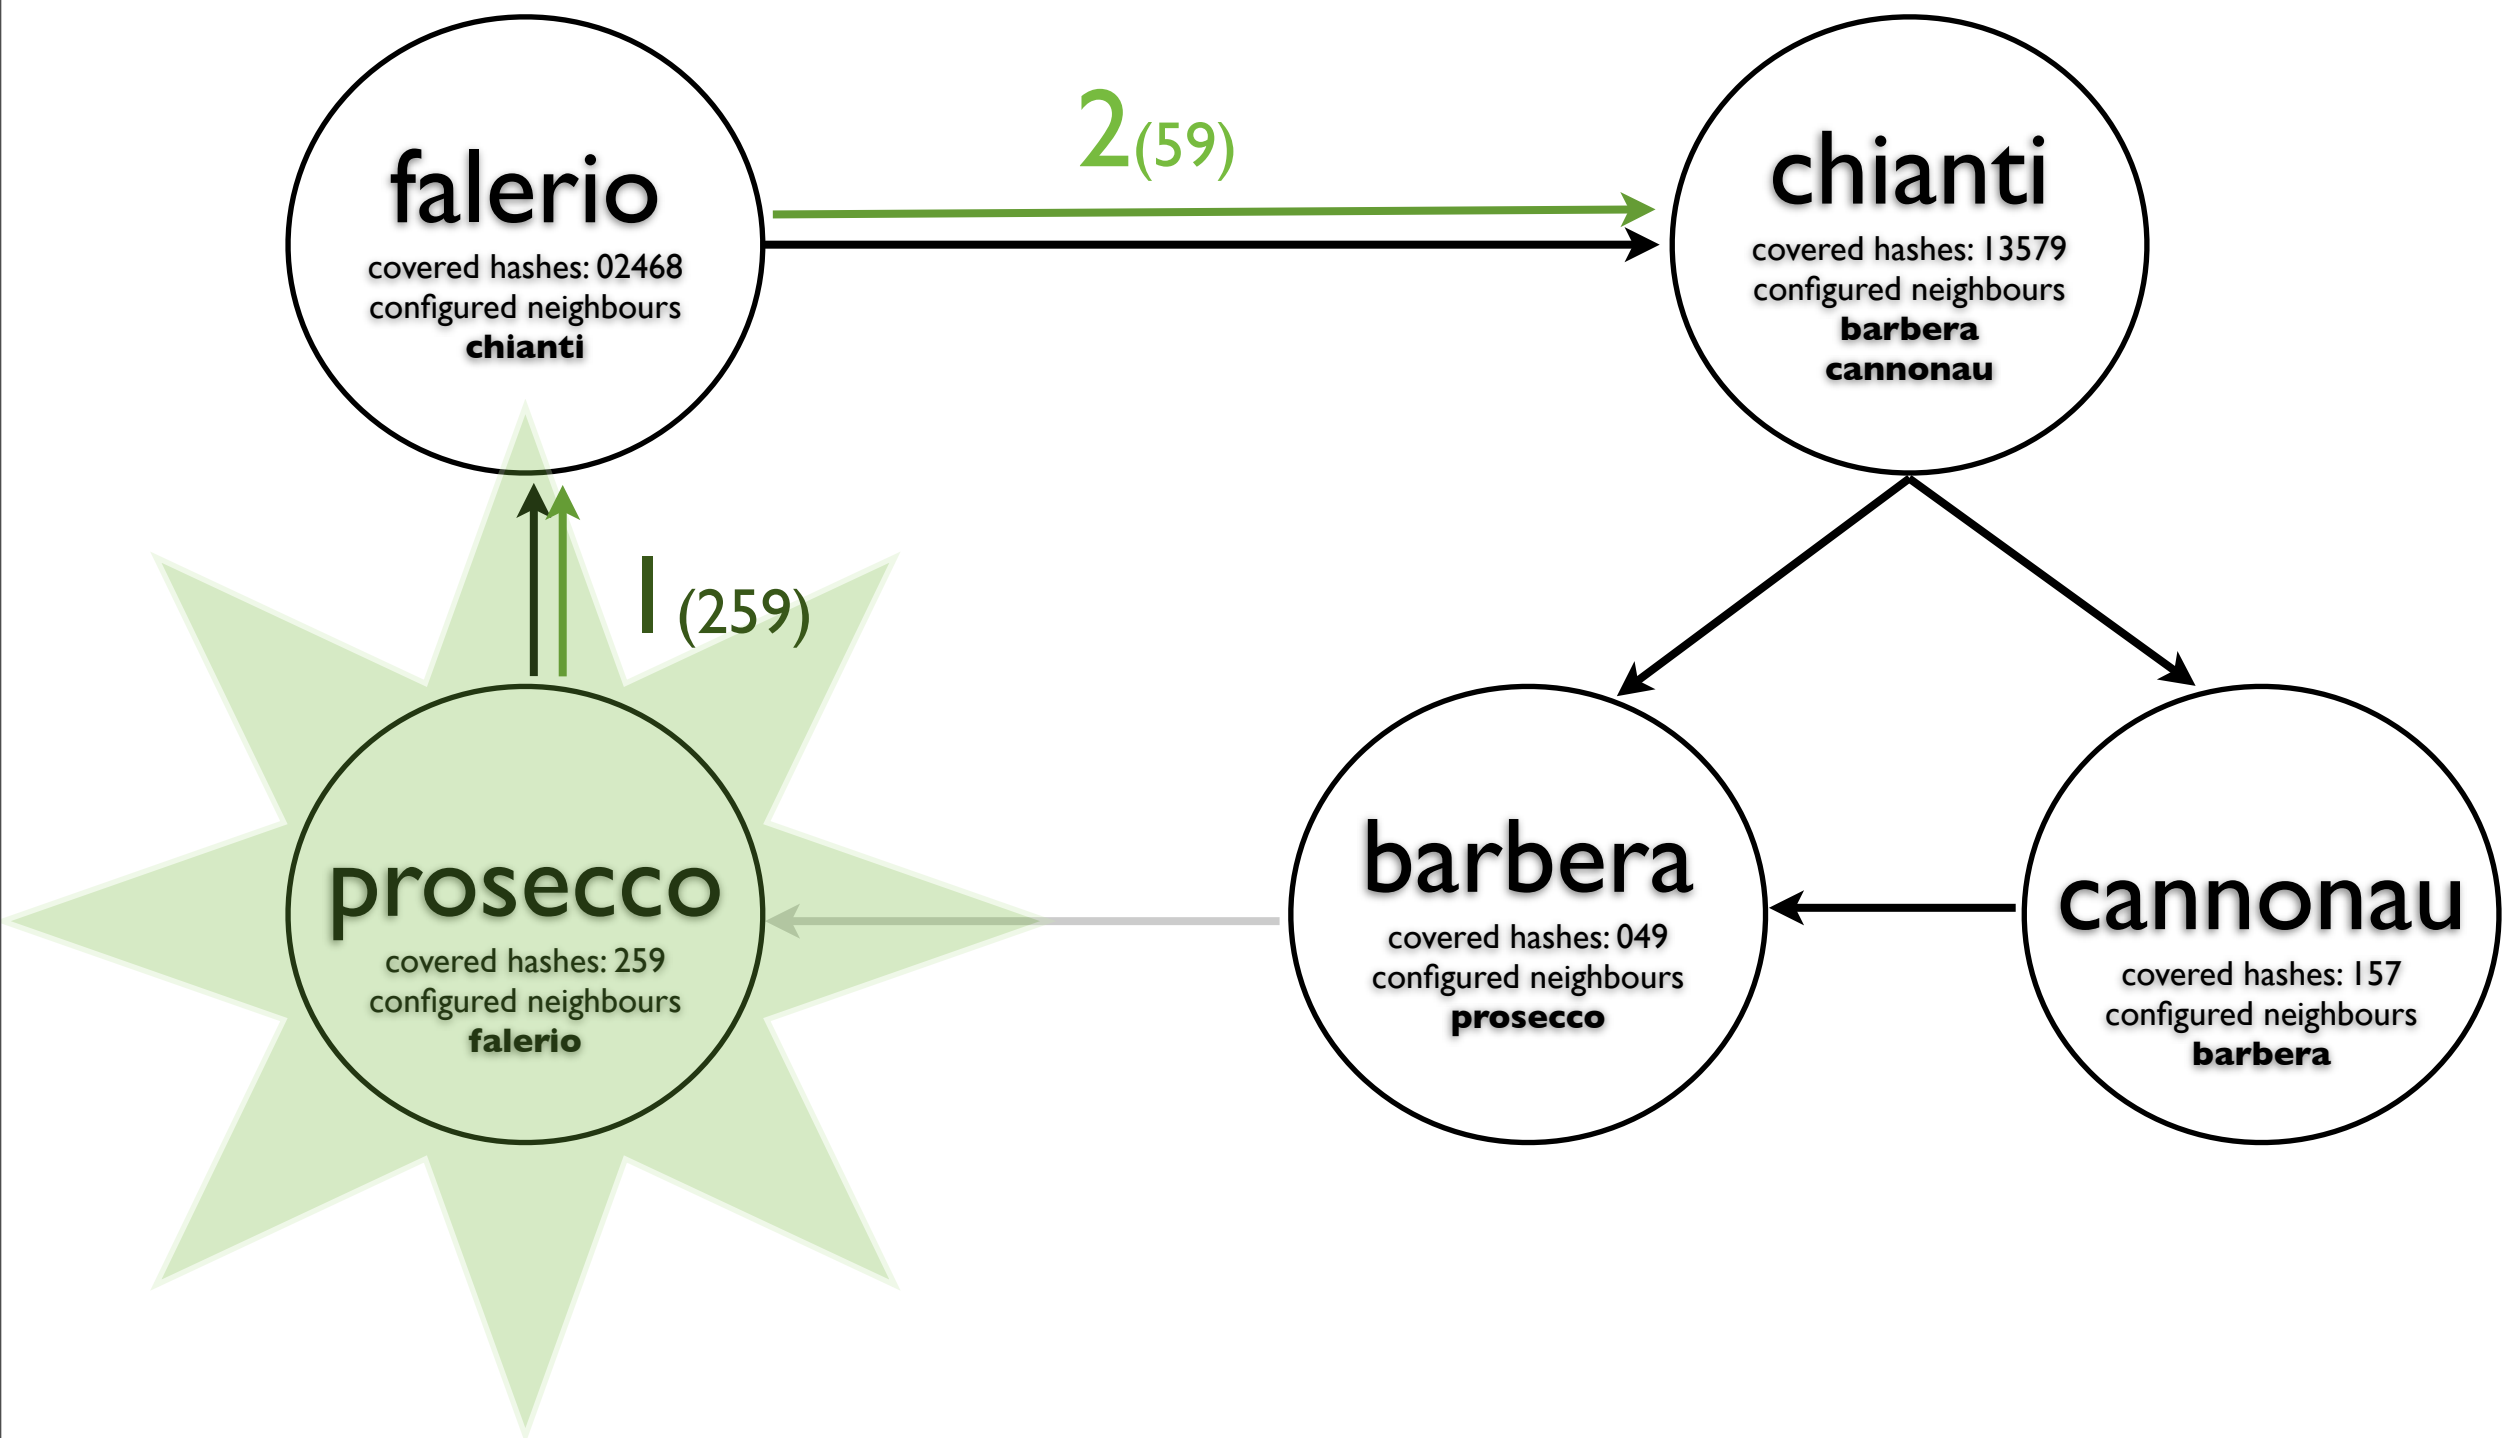 falerio
covered hashes: 02468
configured neighbours
chianti
2(59)
chianti
covered hashes: 13579
configured neighbours
barbera
cannonau
1 (259)
prosecco
covered hashes: 259
configured neighbours
falerio
barbera
covered hashes: 049
configured neighbours
prosecco
cannonau
covered hashes: 157
configured neighbours
barbera